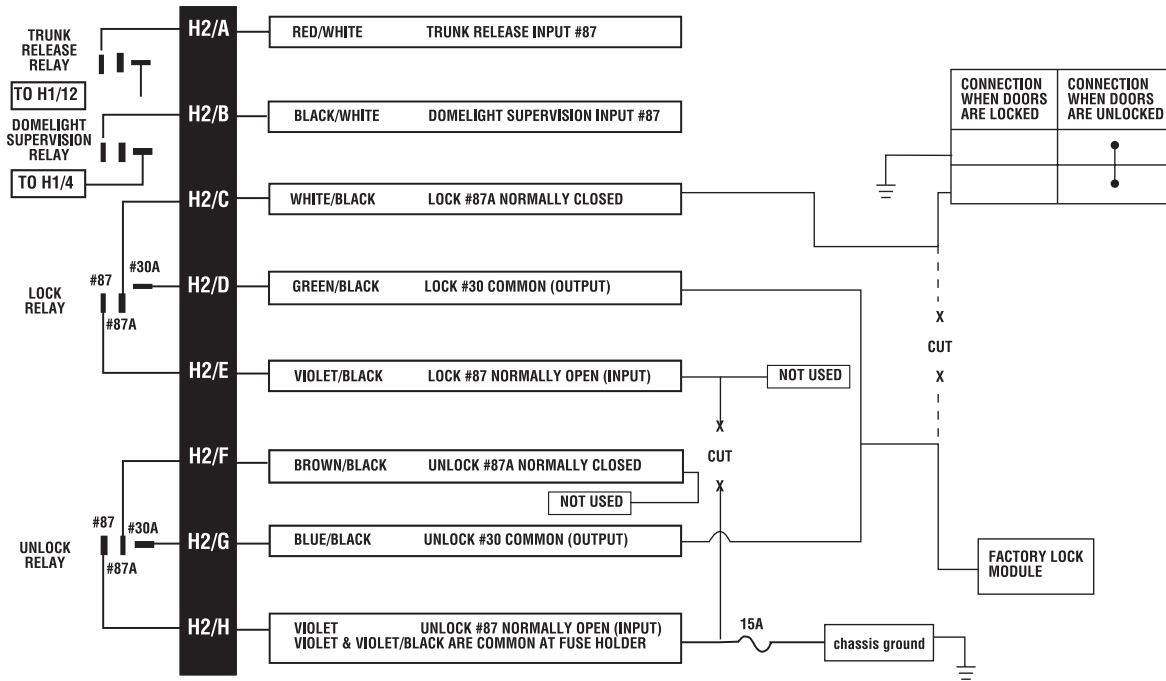 TRUNK
RELEASE
RELAY
TO H1/12
DOMELIGHT
SUPERVISION
RELAY
TO H1/4
H2/A
RED/WHITE TRUNK RELEASE INPUT #87
H2/B
BLACK/WHITE DOMELIGHT SUPERVISION INPUT #87
H2/C
WHITE/BLACK LOCK #87A NORMALLY CLOSED
#30A
#87
#87A
LOCK
RELAY
H2/D
GREEN/BLACK LOCK #30 COMMON (OUTPUT)
H2/E
VIOLET/BLACK LOCK #87 NORMALLY OPEN (INPUT)
NOT USED
X
CUT
X
H2/F
BROWN/BLACK UNLOCK #87A NORMALLY CLOSED
NOT USED
#87
#30A
#87A
UNLOCK
RELAY
H2/G
BLUE/BLACK UNLOCK #30 COMMON (OUTPUT)
H2/H
VIOLET UNLOCK #87 NORMALLY OPEN (INPUT)
VIOLET & VIOLET/BLACK ARE COMMON AT FUSE HOLDER
15A
chassis ground
CONNECTION
WHEN DOORS
ARE LOCKED
CONNECTION
WHEN DOORS
ARE UNLOCKED
X
CUT
X
FACTORY LOCK
MODULE